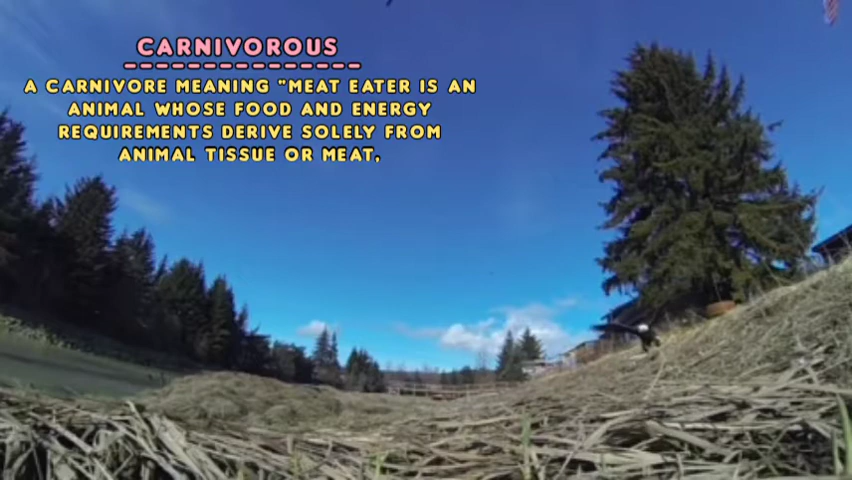 CARNIVOROUS
A CARNIVORE MEANING "MEAT EATER IS AN
ANIMAL WHOSE FOOD AND ENERGY
REQUIREMENTS DERIVE SOLELY FROM
ANIMAL TISSUE OR MEAT,